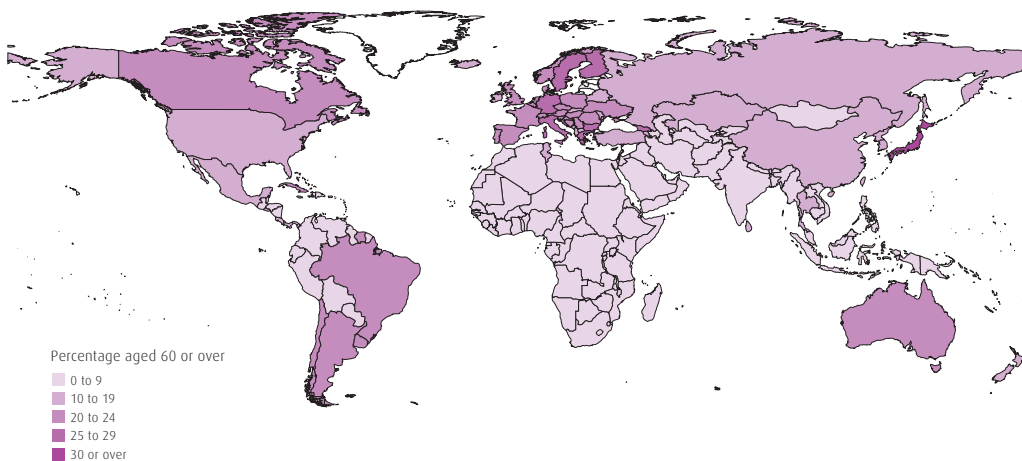 Percentage aged 60 or over
0 to 9
10 to 19
20 to 24
25 to 29
30 or over